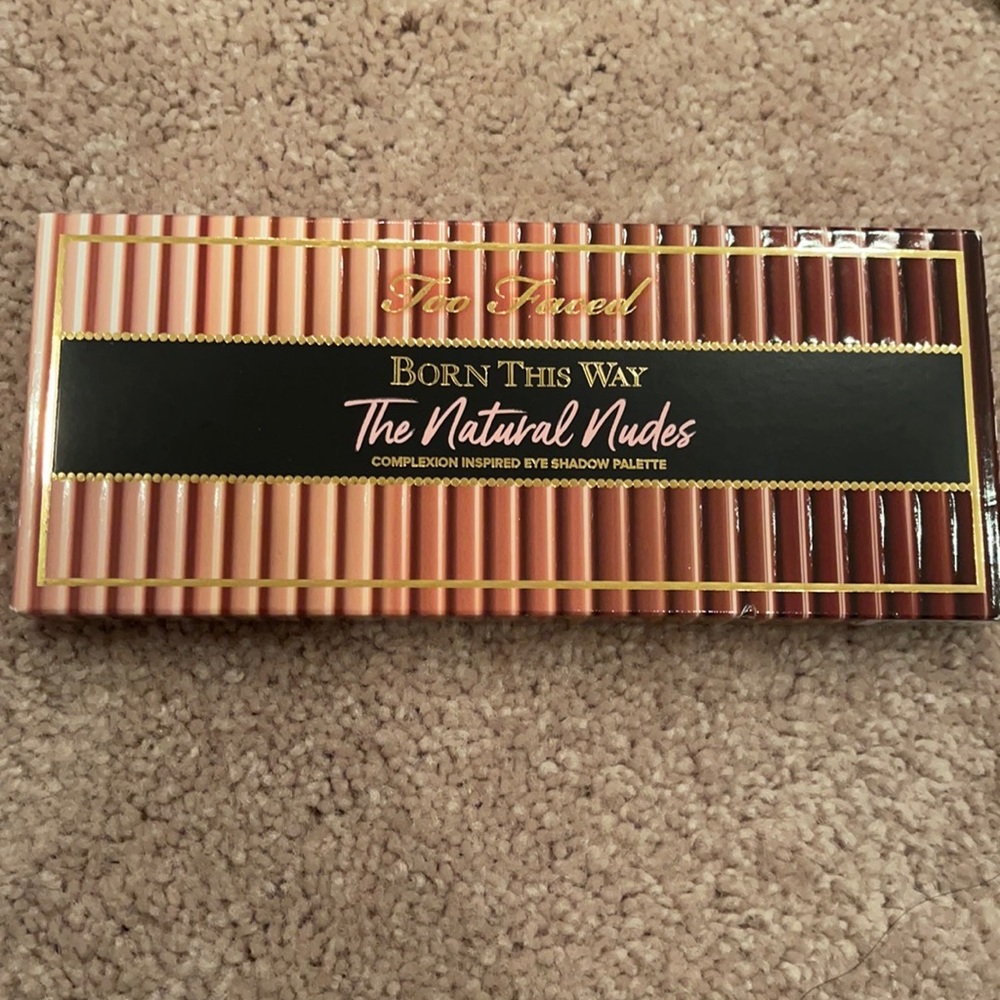 Too Faced
BORN THIS WAY
The Natural Nudes
COMPLEXION INSPIRED EYE SHADOW PALETTE